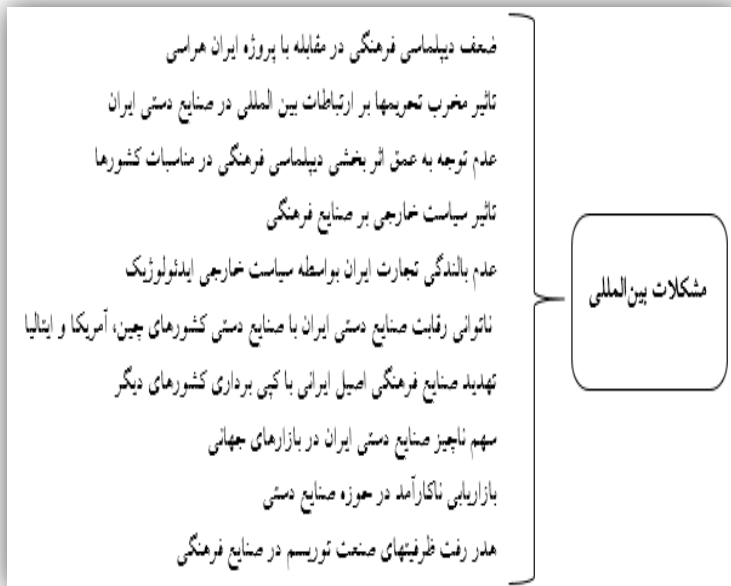 مشکلات بین‌المللی
ضعف دیپلماسی فرهنگی در مقابله با پروژه ایران هراسی
تاثیر مخرب تحریمها بر ارتباطات بین المللی در صنایع دستی ایران
عدم توجه به عمق اثر بخشی دیپلماسی فرهنگی در مناسبات کشورها
تاثیر سیاست خارجی بر صنایع فرهنگی
عدم بالندگی تجارت ایران بواسطه سیاست خارجی ایدئولوژیک
ناتوانی رقابت صنایع دستی ایران با صنایع دستی کشورهای چین، آمریکا و ایتالیا
تهدید صنایع فرهنگی اصیل ایرانی با کپی برداری کشورهای دیگر
سهم ناچیز صنایع دستی ایران در بازارهای جهانی
بازاریابی ناکارآمد در حوزه صنایع دستی
هدر رفت ظرفیتهای صنعت توریسم در صنایع فرهنگی